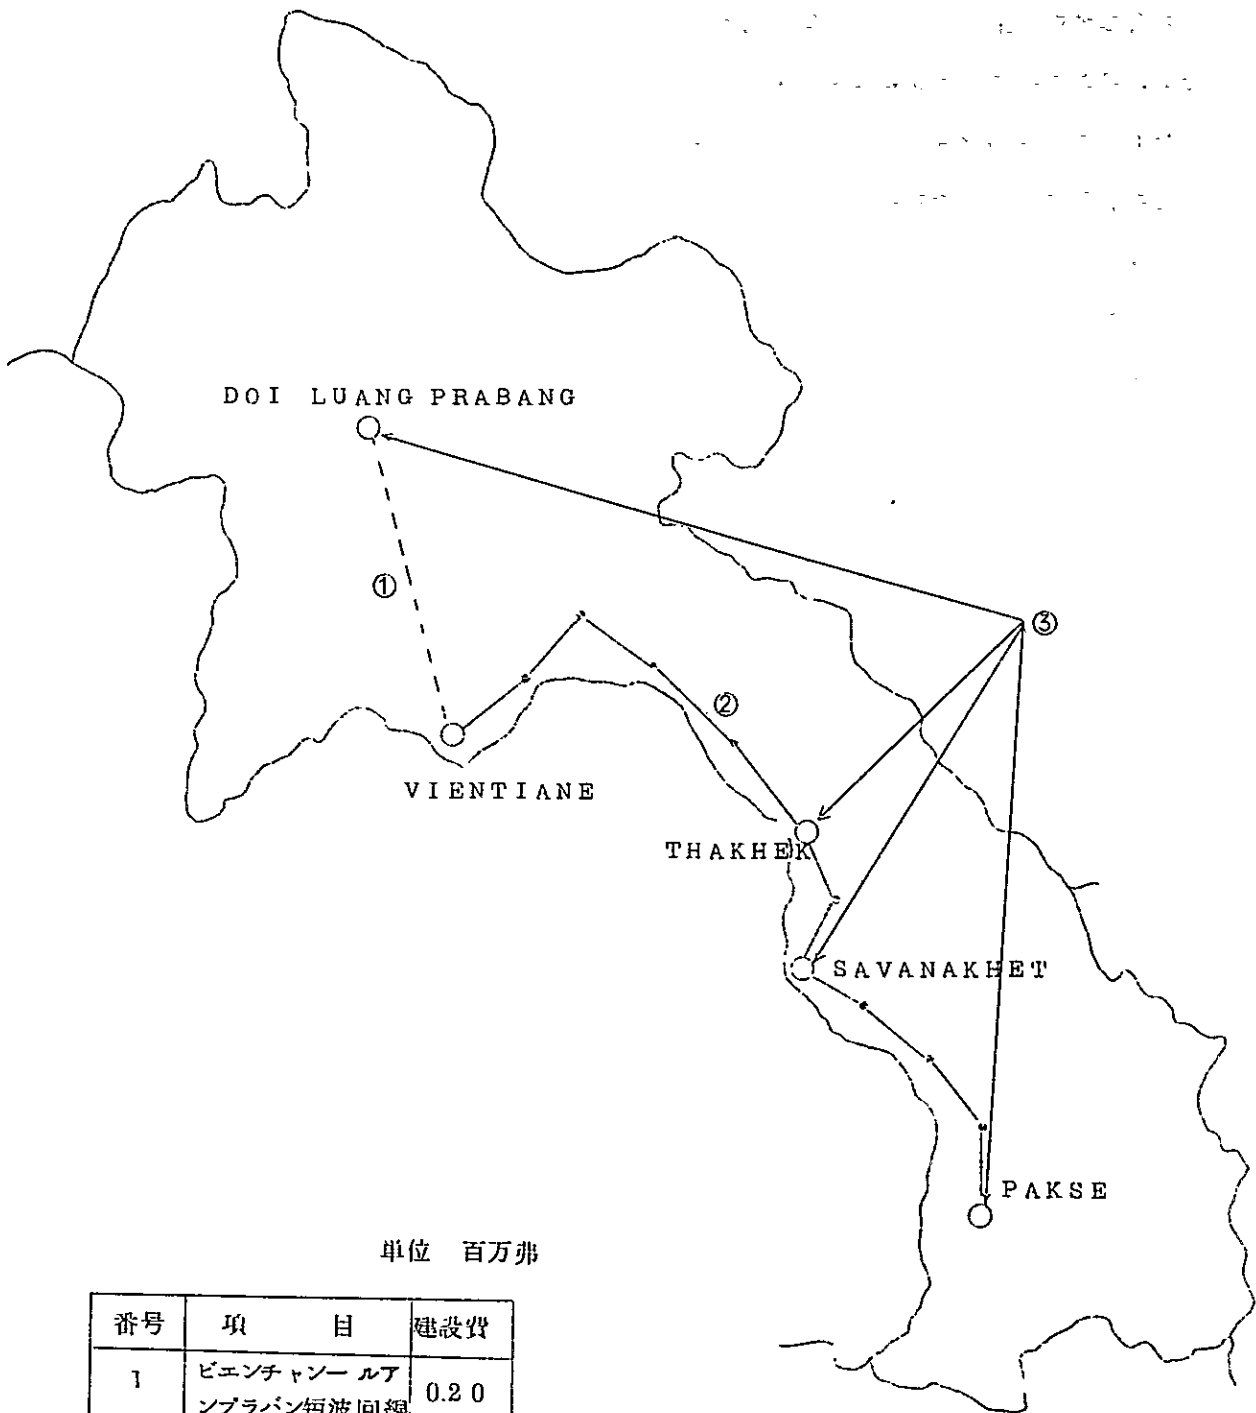 DOI LUANG PRABANG
①
③
②
VIENTIANE
THAKHEK
SAVANAKHET
PAKSE
単位 百万弗
番号 項 目 建設費
1 ビエンチャンー ルア
ンプラバン短波回線 0.20